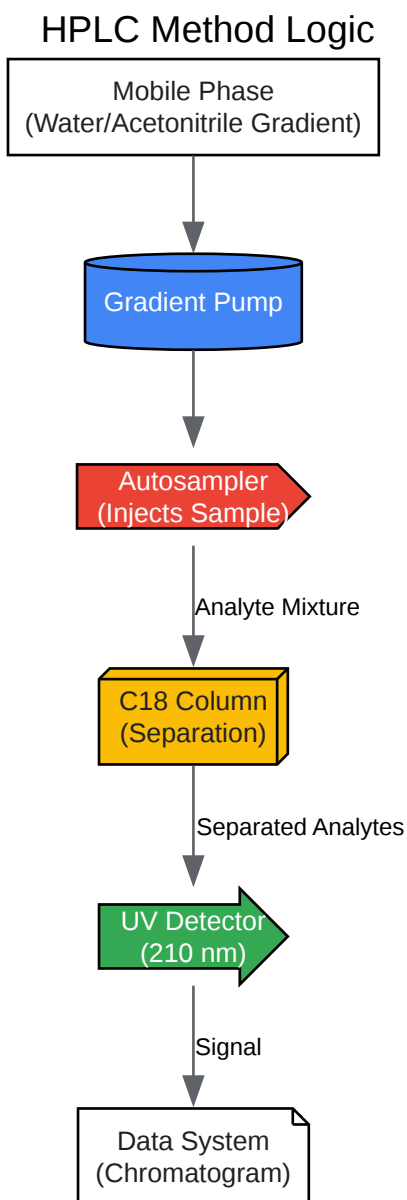 HPLC Method Logic
Mobile Phase
(Water/Acetonitrile Gradient)
Gradient Pump
Autosampler
(Injects Sample)
Analyte Mixture
C18 Column
(Separation)
Separated Analytes
UV Detector
(210 nm)
Signal
Data System
(Chromatogram)